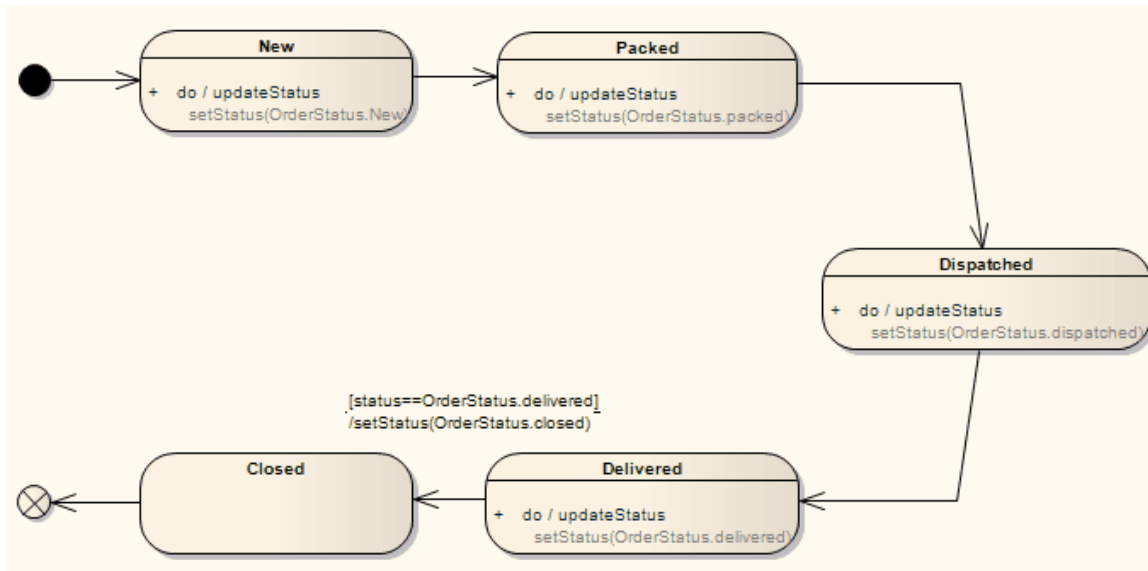 New
+ do / updateStatus
setStatus(OrderStatus.New)
Packed
+ do / updateStatus
setStatus(OrderStatus.packed)
Dispatched
+ do / updateStatus
setStatus(OrderStatus.dispatched)
[status==OrderStatus.delivered]
/setStatus(OrderStatus.closed)
Closed
Delivered
+ do / updateStatus
setStatus(OrderStatus.delivered)